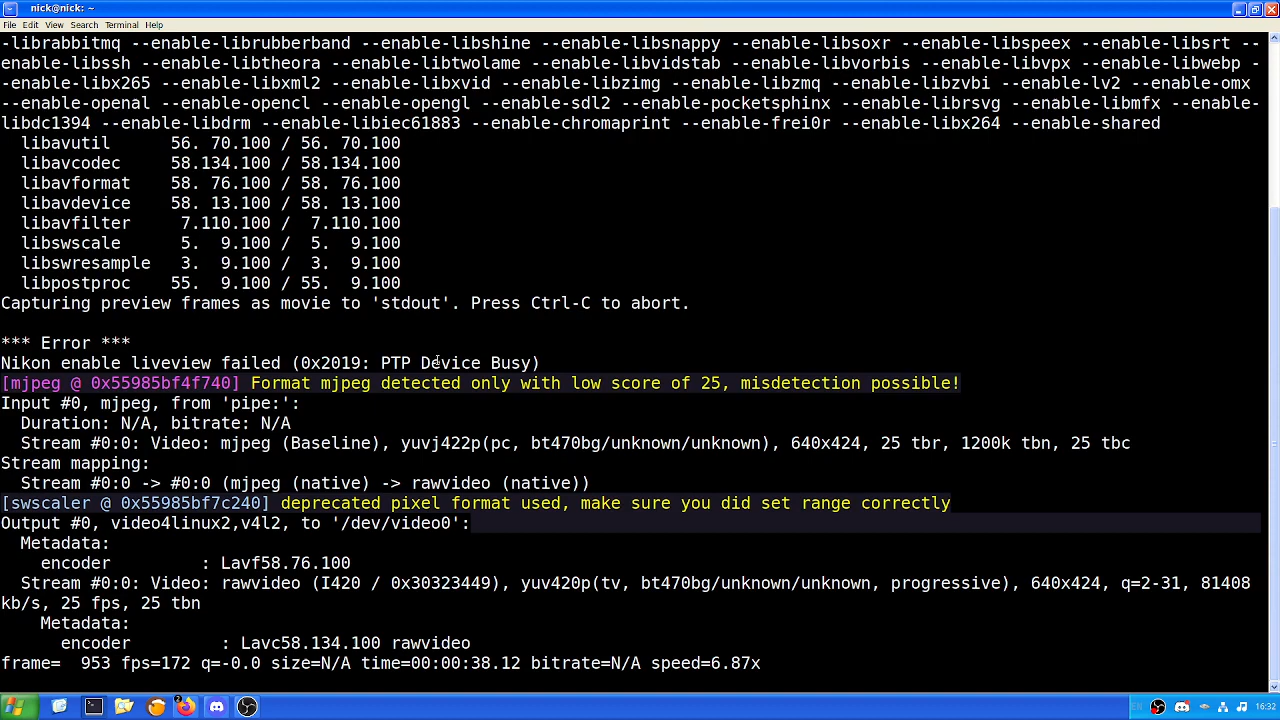 nick@nick: ~
File Edit View Search Terminal Help
-librabbitmq --enable-librubberband --enable-libshine --enable-libsnappy --enable-libsoxr --enable-libspeex --enable-libsrt --
-enable-libssh --enable-libtheora --enable-libtwolame --enable-libvidstab --enable-libvorbis --enable-libvpx --enable-libwebp -
-enable-libx265 --enable-libxml2 --enable-libxvid --enable-libzimg --enable-libzmq --enable-libzvbi --enable-lv2 --enable-omx
--enable-openal --enable-opencl --enable-opengl --enable-sdl2 --enable-pocketsphinx --enable-librsvg --enable-libmfx --enable-
libdc1394 --enable-libdrm --enable-libiec61883 --enable-chromaprint --enable-frei0r --enable-libx264 --enable-shared
libavutil 56. 70.100 / 56. 70.100
libavcodec 58.134.100 / 58.134.100
libavformat 58. 76.100 / 58. 76.100
libavdevice 58. 13.100 / 58. 13.100
libavfilter 7.110.100 / 7.110.100
libswscale 5. 9.100 / 5. 9.100
libswresample 3. 9.100 / 3. 9.100
libpostproc 55. 9.100 / 55. 9.100
Capturing preview frames as movie to 'stdout'. Press Ctrl-C to abort.
*** Error ***
Nikon enable liveview failed (0x2019: PTP Device Busy)
[mjpeg @ 0x55985bf4f740] Format mjpeg detected only with low score of 25, misdetection possible!
Input #0, mjpeg, from 'pipe:':
Duration: N/A, bitrate: N/A
Stream #0:0: Video: mjpeg (Baseline), yuvj422p(pc, bt470bg/unknown/unknown), 640x424, 25 tbr, 1200k tbn, 25 tbc
Stream mapping:
Stream #0:0 -> #0:0 (mjpeg (native) -> rawvideo (native))
[swscaler @ 0x55985bf7c240] deprecated pixel format used, make sure you did set range correctly
Output #0, video4linux2,v4l2, to '/dev/video0':
Metadata:
encoder : Lavf58.76.100
Stream #0:0: Video: rawvideo (I420 / 0x30323449), yuv420p(tv, bt470bg/unknown/unknown, progressive), 640x424, q=2-31, 81408
kb/s, 25 fps, 25 tbn
Metadata:
encoder : Lavc58.134.100 rawvideo
frame= 953 fps=172 q=-0.0 size=N/A time=00:00:38.12 bitrate=N/A speed=6.87x
2
EN
16:32